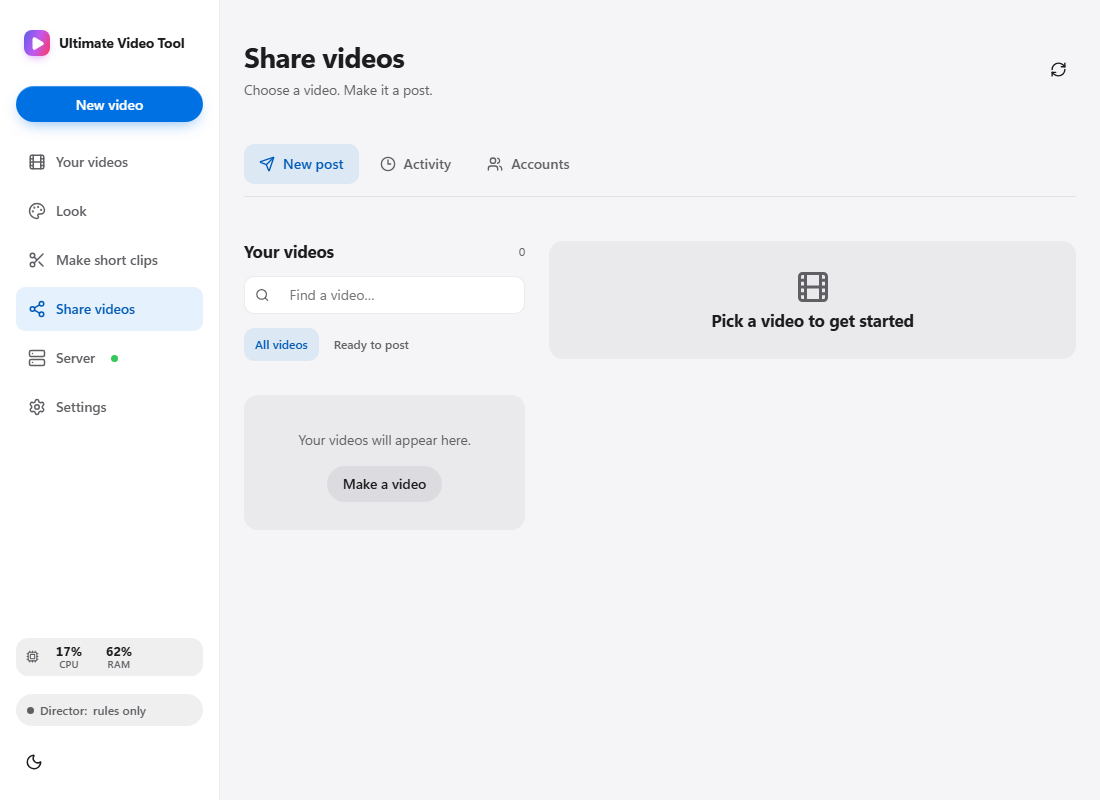 Ultimate Video Tool
New video
Your videos
Look
Make short clips
Share videos
Server
Settings
17% 62%
CPU RAM
Director: rules only
Share videos
Choose a video. Make it a post.
New post Activity Accounts
Your videos 0
Find a video...
All videos Ready to post
Your videos will appear here.
Make a video
Pick a video to get started